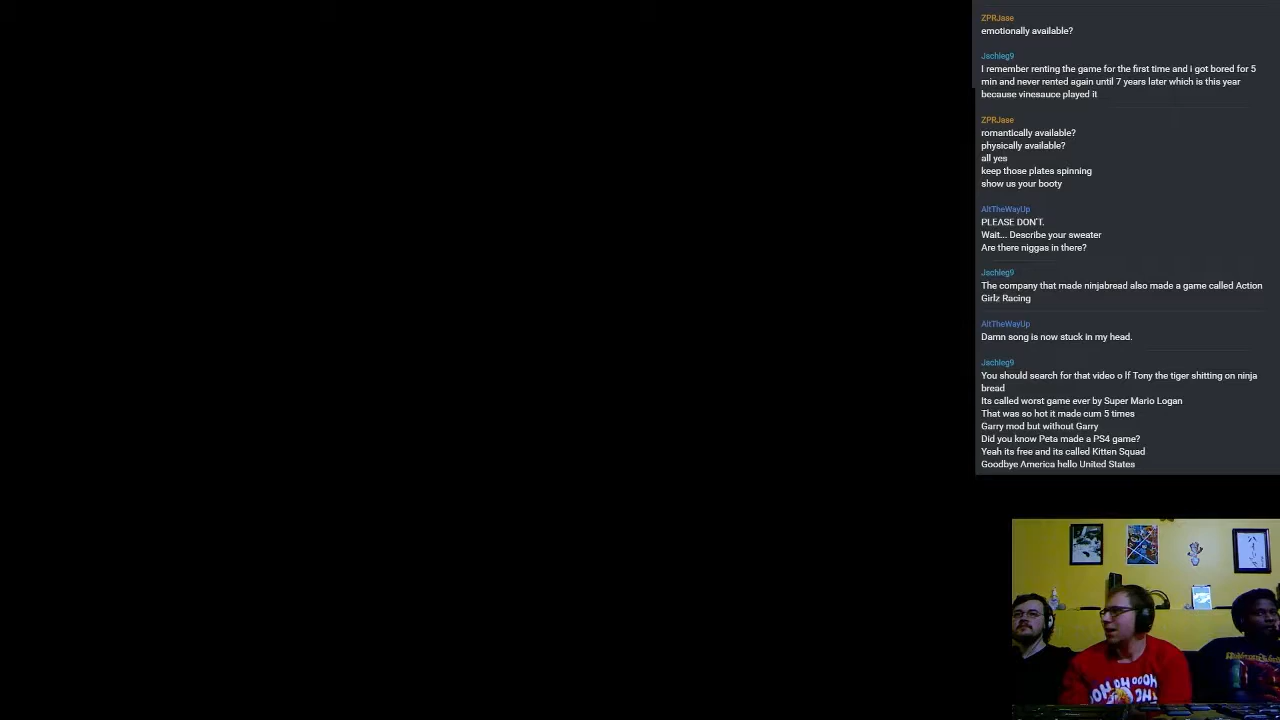 ZPRJase
emotionally available?
Jschleg9
I remember renting the game for the first time and i got bored for 5
min and never rented again until 7 years later which is this year
because vinesauce played it
ZPRJase
romantically available?
physically available?
all yes
keep those plates spinning
show us your booty
AltTheWayUp
PLEASE DON'T.
Wait... Describe your sweater
Are there niggas in there?
Jschleg9
The company that made ninjabread also made a game called Action
Girlz Racing
AltTheWayUp
Damn song is now stuck in my head.
Jschleg9
You should search for that video o lf Tony the tiger shitting on ninja
bread
Its called worst game ever by Super Mario Logan
That was so hot it made cum 5 times
Garry mod but without Garry
Did you know Peta made a PS4 game?
Yeah its free and its called Kitten Squad
Goodbye America hello United States